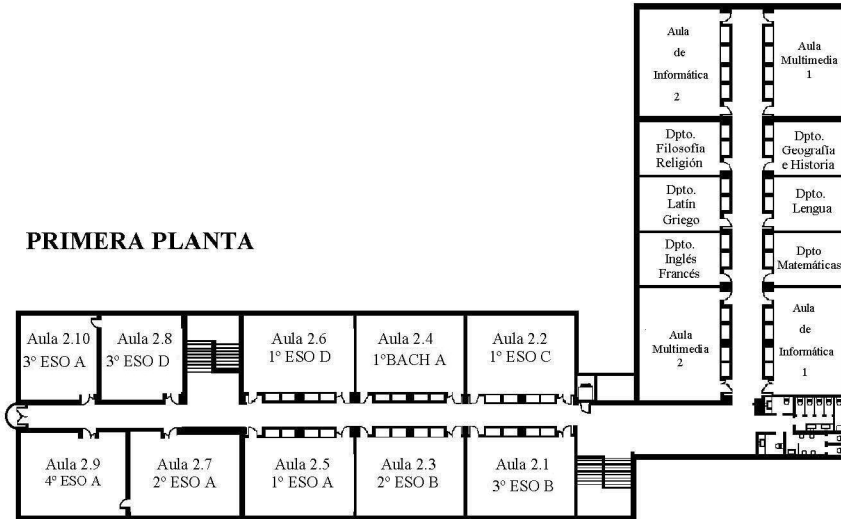 Aula
de
Informática
2
Aula
Multimedia
1
Dpto.
Filosofía
Religión
Dpto.
Geografía
e Historia
Dpto.
Latín
Griego
Dpto.
Lengua
PRIMERA PLANTA
Dpto.
Inglés
Francés
Dpto
Matemáticas
Aula
Multimedia
2
Aula
de
Informática
1
Aula 2.10
3º ESO A
Aula 2.8
3º ESO D
Aula 2.6
1º ESO D
Aula 2.4
1ºBACH A
Aula 2.2
1º ESO C
Aula 2.9
4º ESO A
Aula 2.7
2º ESO A
Aula 2.5
1º ESO A
Aula 2.3
2º ESO B
Aula 2.1
3º ESO B